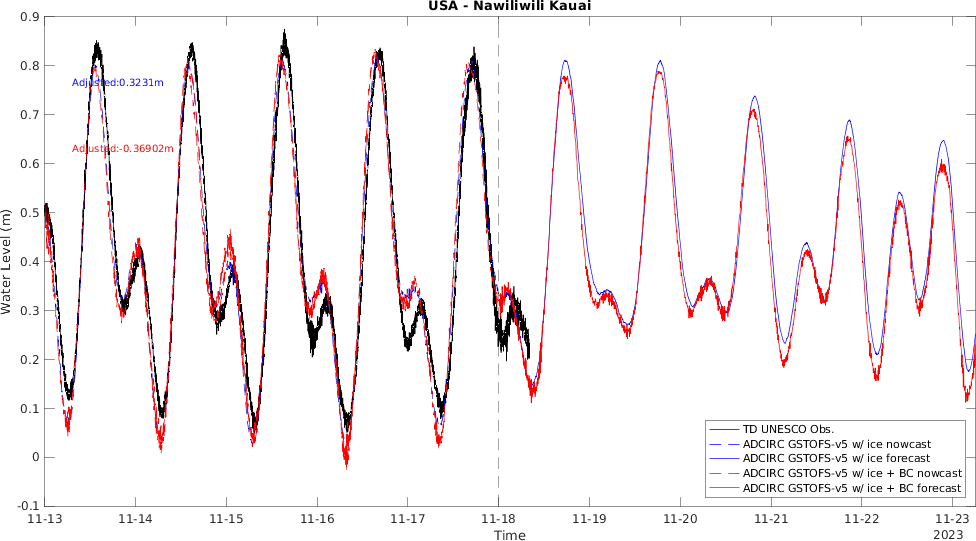 USA - Nawiliwili Kauai
0.9
0.8
0.7
0.6
0.5
0.4
0.3
0.2
0.1
0
-0.1
Water Level (m)
Adjusted:0.3231m
Adjusted:-0.36902m
TD UNESCO Obs.
ADCIRC GSTOFS-v5 w/ ice nowcast
ADCIRC GSTOFS-v5 w/ ice forecast
ADCIRC GSTOFS-v5 w/ ice + BC nowcast
ADCIRC GSTOFS-v5 w/ ice + BC forecast
11-13 11-14 11-15 11-16 11-17 11-18 11-19 11-20 11-21 11-22 11-23
Time
2023